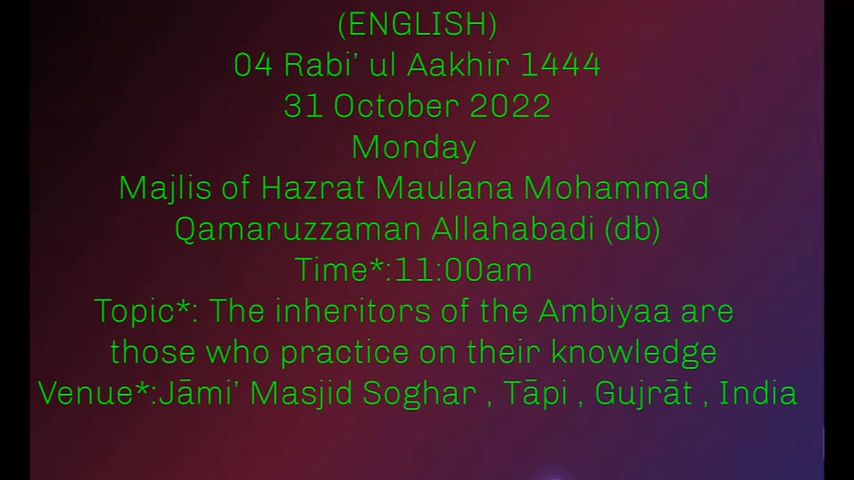 (ENGLISH)
04 Rabi’ ul Aakhir 1444
31 October 2022
Monday
Majlis of Hazrat Maulana Mohammad
Qamaruzzaman Allahabadi (db)
Time*:11:00am
Topic*: The inheritors of the Ambiyaa are
those who practice on their knowledge
Venue*:Jāmi’ Masjid Soghar , Tāpi , Gujrāt , India